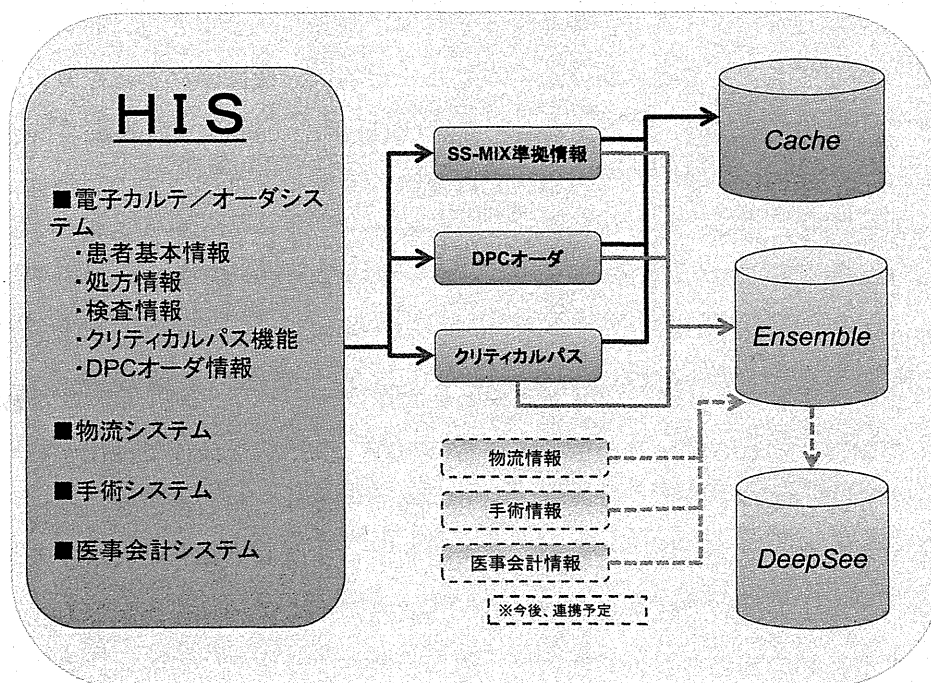 HIS
■電子カルテ／オーダシス
テム
・患者基本情報
・処方情報
・検査情報
・クリティカルパス機能
・DPCオーダ情報
■物流システム
■手術システム
■医事会計システム
SS-MIX準拠情報
DPCオーダ
クリティカルパス
物流情報
手術情報
医事会計情報
※今後、連携予定
Cache
Ensemble
DeepSee